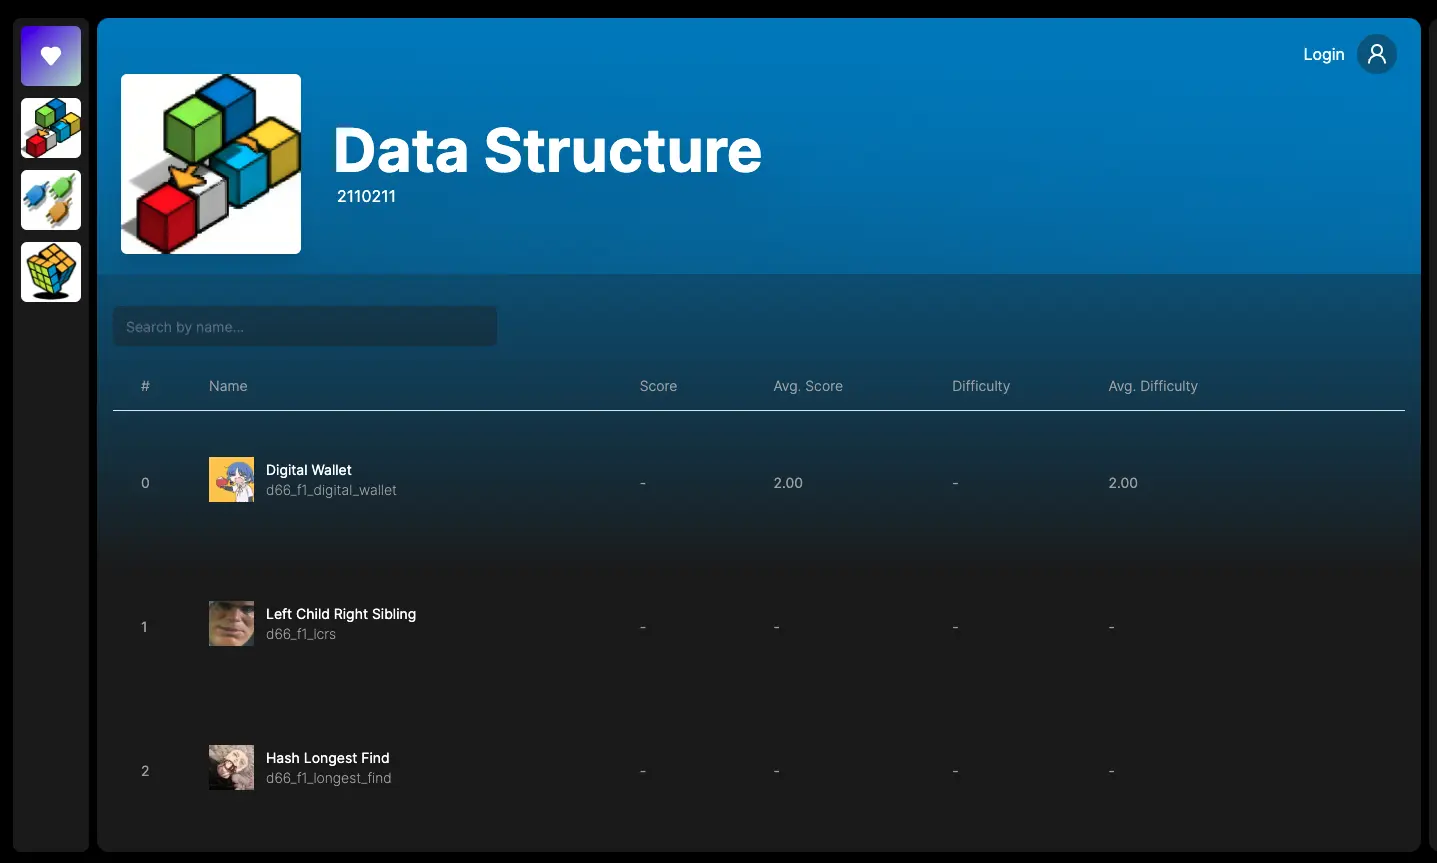 Login
Data Structure
2110211
Search by name...
# Name Score Avg. Score Difficulty Avg. Difficulty
0 Digital Wallet - 2.00 - 2.00
d66_f1_digital_wallet
1 Left Child Right Sibling - - - -
d66_f1_lcrs
2 Hash Longest Find - - - -
d66_f1_longest_find